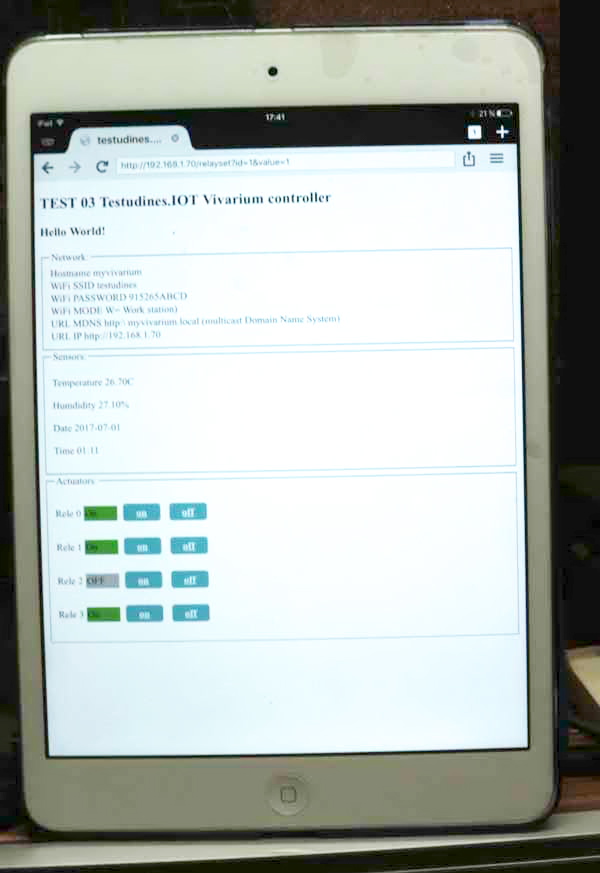 iPad
17:41
21 %
testudines....
1
http://192.168.1.70/relayset?id=1&value=1
TEST 03 Testudines.IOT Vivarium controller
Hello World!
Network:
Hostname myvivarium
WiFi SSID testudines
WiFi PASSWORD 915265ABCD
WiFi MODE W= Work station)
URL MDNS http\\ myvivarium local (multicast Domain Name System)
URL IP http://192.168.1.70
Sensors:
Temperature 26.70C
Humdidity 27.10%
Date 2017-07-01
Time 01:11
Actuators
Rele 0 On on off
Rele 1 On on off
Rele 2 OFF on off
Rele 3 On on off